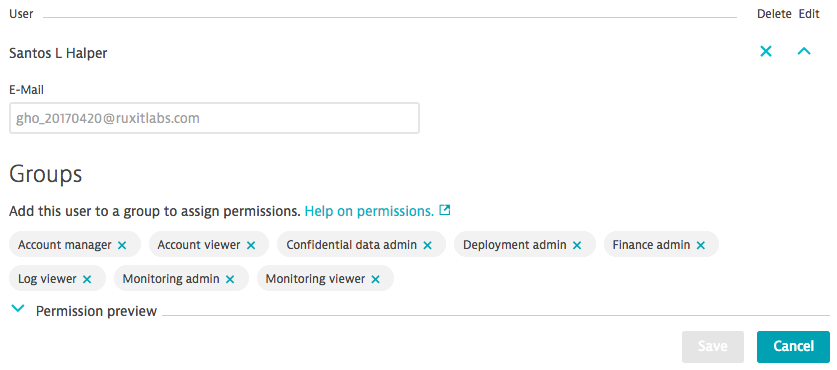 User Delete Edit
Santos L Halper
E-Mail
gho_20170420@ruxitlabs.com
Groups
Add this user to a group to assign permissions. Help on permissions.
Account manager Account viewer Confidential data admin Deployment admin Finance admin
Log viewer Monitoring admin Monitoring viewer
Permission preview
Save Cancel